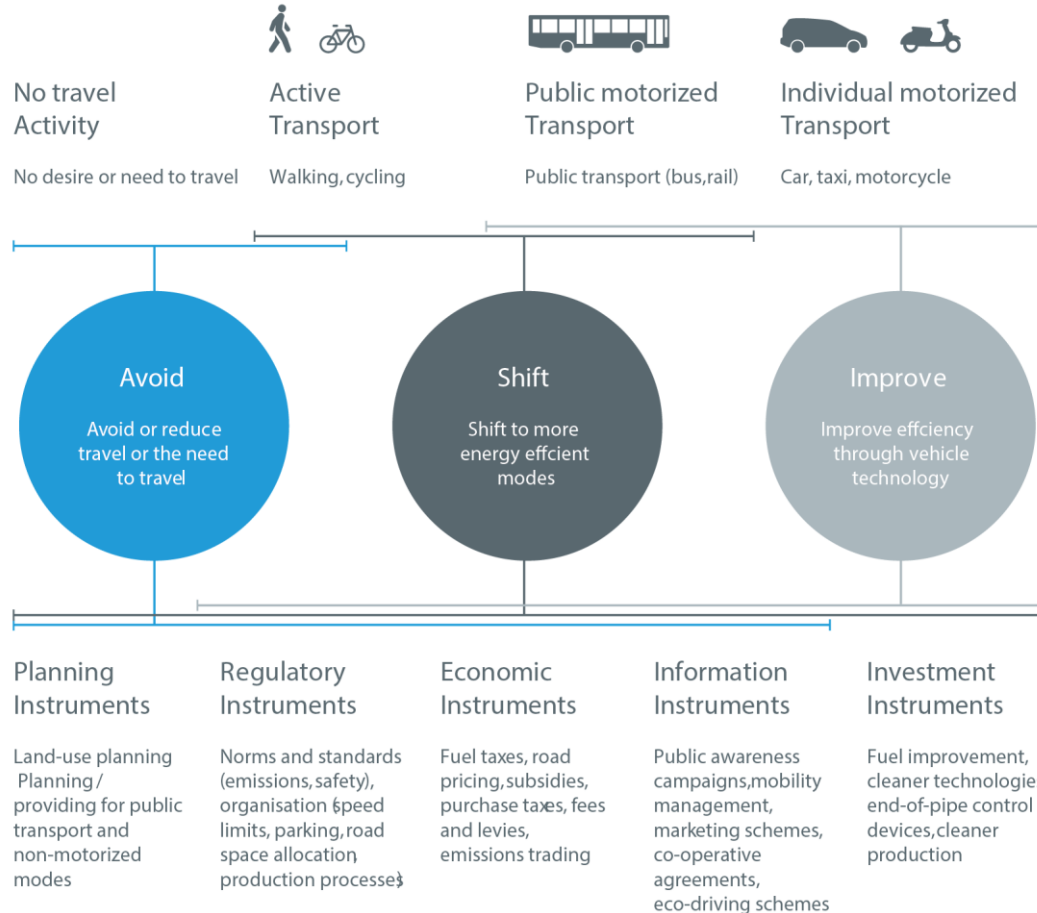 No travel
Activity
No desire or need to travel
Active
Transport
Walking, cycling
Public motorized
Transport
Public transport (bus, rail)
Individual motorized
Transport
Car, taxi, motorcycle
Avoid
Avoid or reduce
travel or the need
to travel
Shift
Shift to more
energy effcient
modes
Improve
Improve effciency
through vehicle
technology
Planning
Instruments
Land-use planning
Planning /
providing for public
transport and
non-motorized
modes
Regulatory
Instruments
Norms and standards
(emissions, safety),
organisation (speed
limits, parking, road
space allocation,
production processes)
Economic
Instruments
Fuel taxes, road
pricing, subsidies,
purchase taxes, fees
and levies,
emissions trading
Information
Instruments
Public awareness
campaigns, mobility
management,
marketing schemes,
co-operative
agreements,
eco-driving schemes
Investment
Instruments
Fuel improvement,
cleaner technologie
end-of-pipe control
devices, cleaner
production